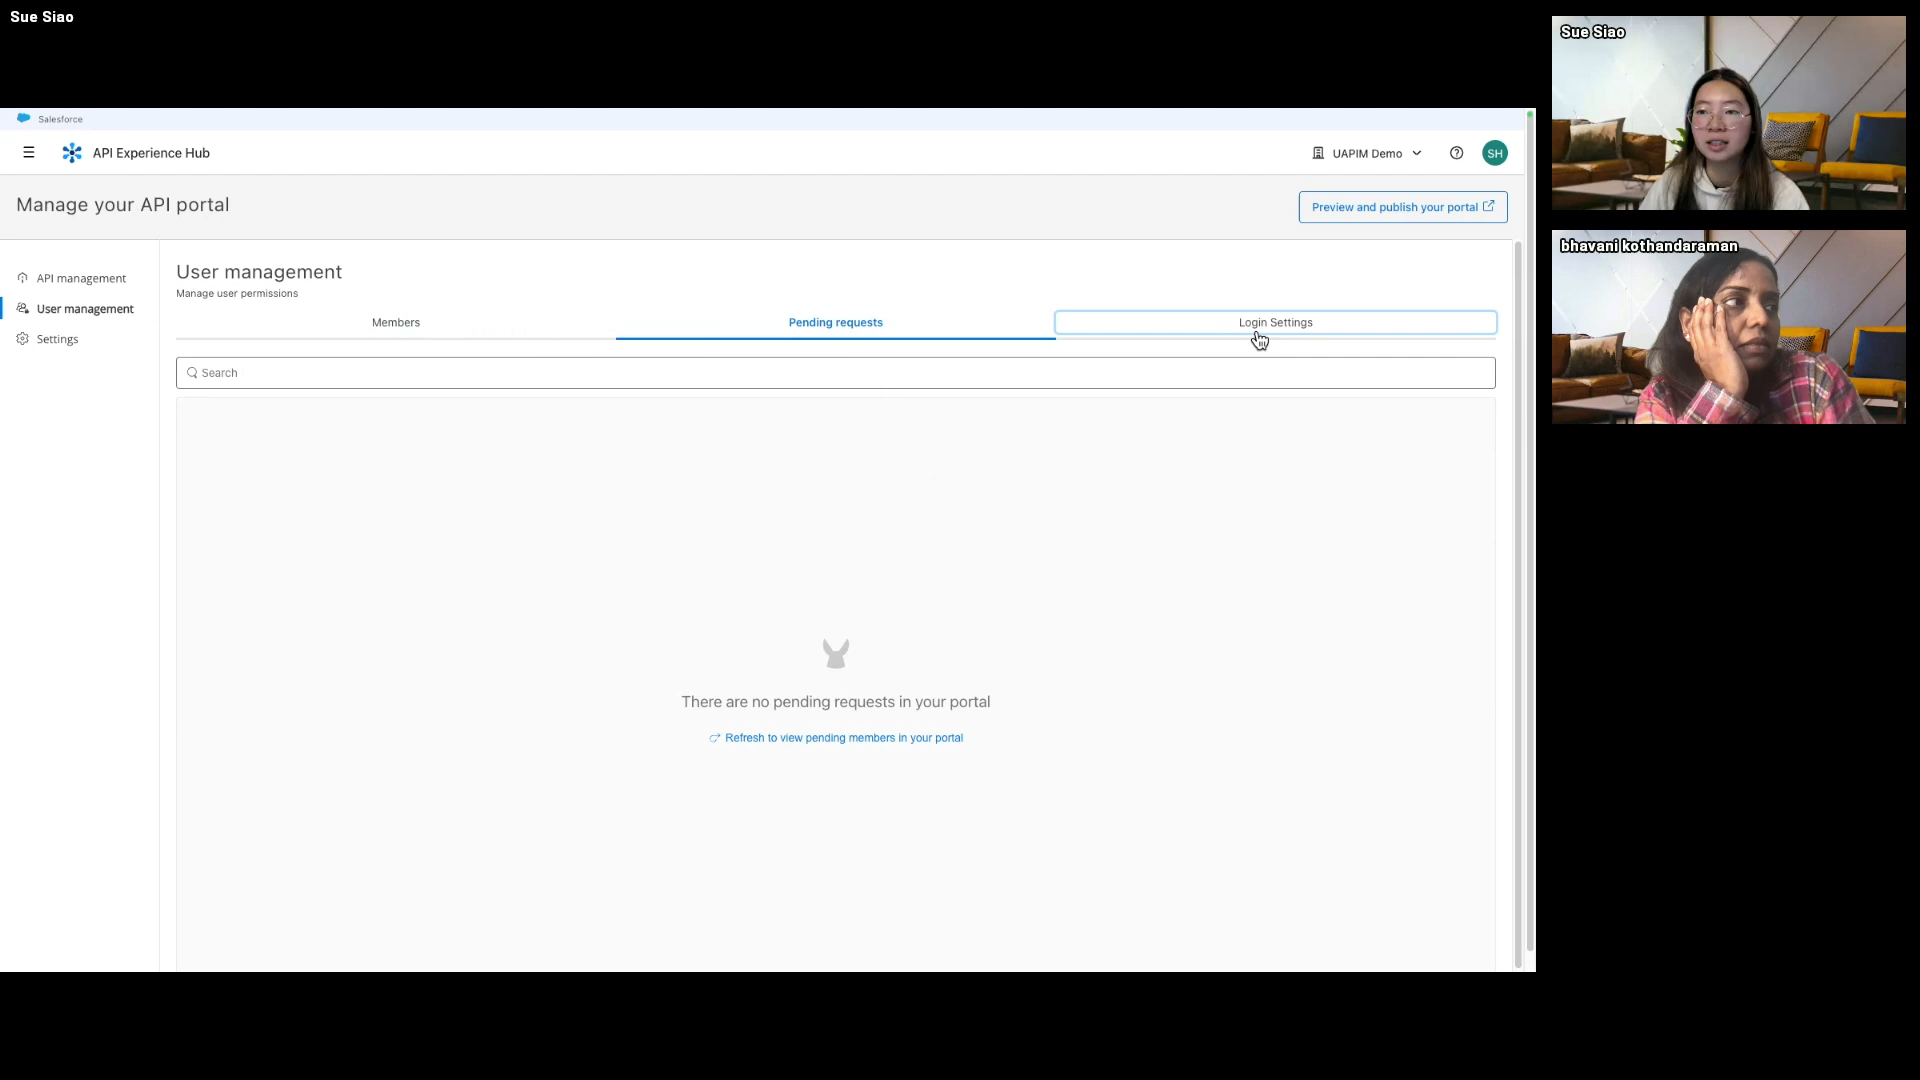 Sue Siao
Salesforce
API Experience Hub
UAPIM Demo
SH
Manage your API portal
Preview and publish your portal
API management
User management
Settings
User management
Manage user permissions
Members
Pending requests
Login Settings
Search
There are no pending requests in your portal
Refresh to view pending members in your portal
Sue Siao
bhavani kothandaraman